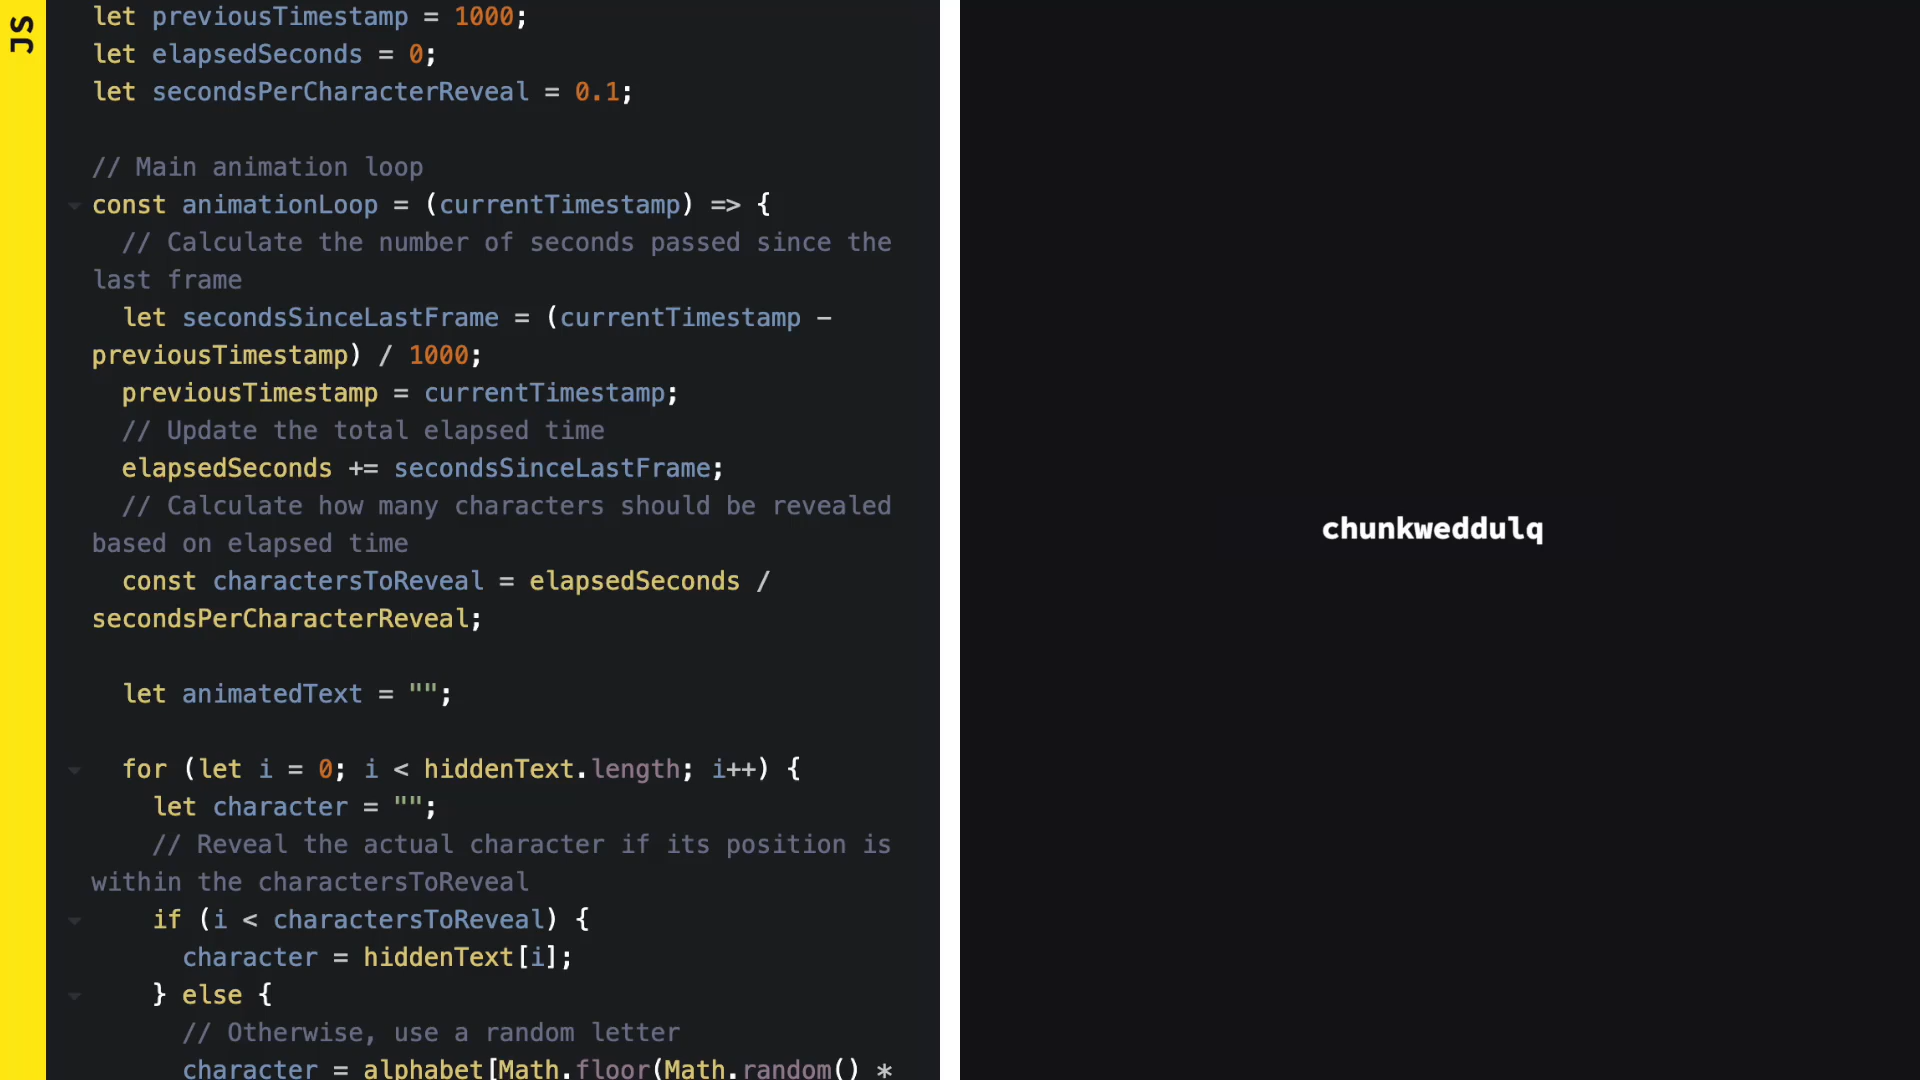 JS
let previousTimestamp = 1000;
let elapsedSeconds = 0;
let secondsPerCharacterReveal = 0.1;
// Main animation loop
const animationLoop = (currentTimestamp) => {
// Calculate the number of seconds passed since the
last frame
let secondsSinceLastFrame = (currentTimestamp -
previousTimestamp) / 1000;
previousTimestamp = currentTimestamp;
// Update the total elapsed time
elapsedSeconds += secondsSinceLastFrame;
// Calculate how many characters should be revealed
based on elapsed time
const charactersToReveal = elapsedSeconds /
secondsPerCharacterReveal;
let animatedText = "";
for (let i = 0; i < hiddenText.length; i++) {
let character = "";
// Reveal the actual character if its position is
within the charactersToReveal
if (i < charactersToReveal) {
character = hiddenText[i];
} else {
// Otherwise, use a random letter
character = alphabet[Math.floor(Math.random() *
chunkweddulq